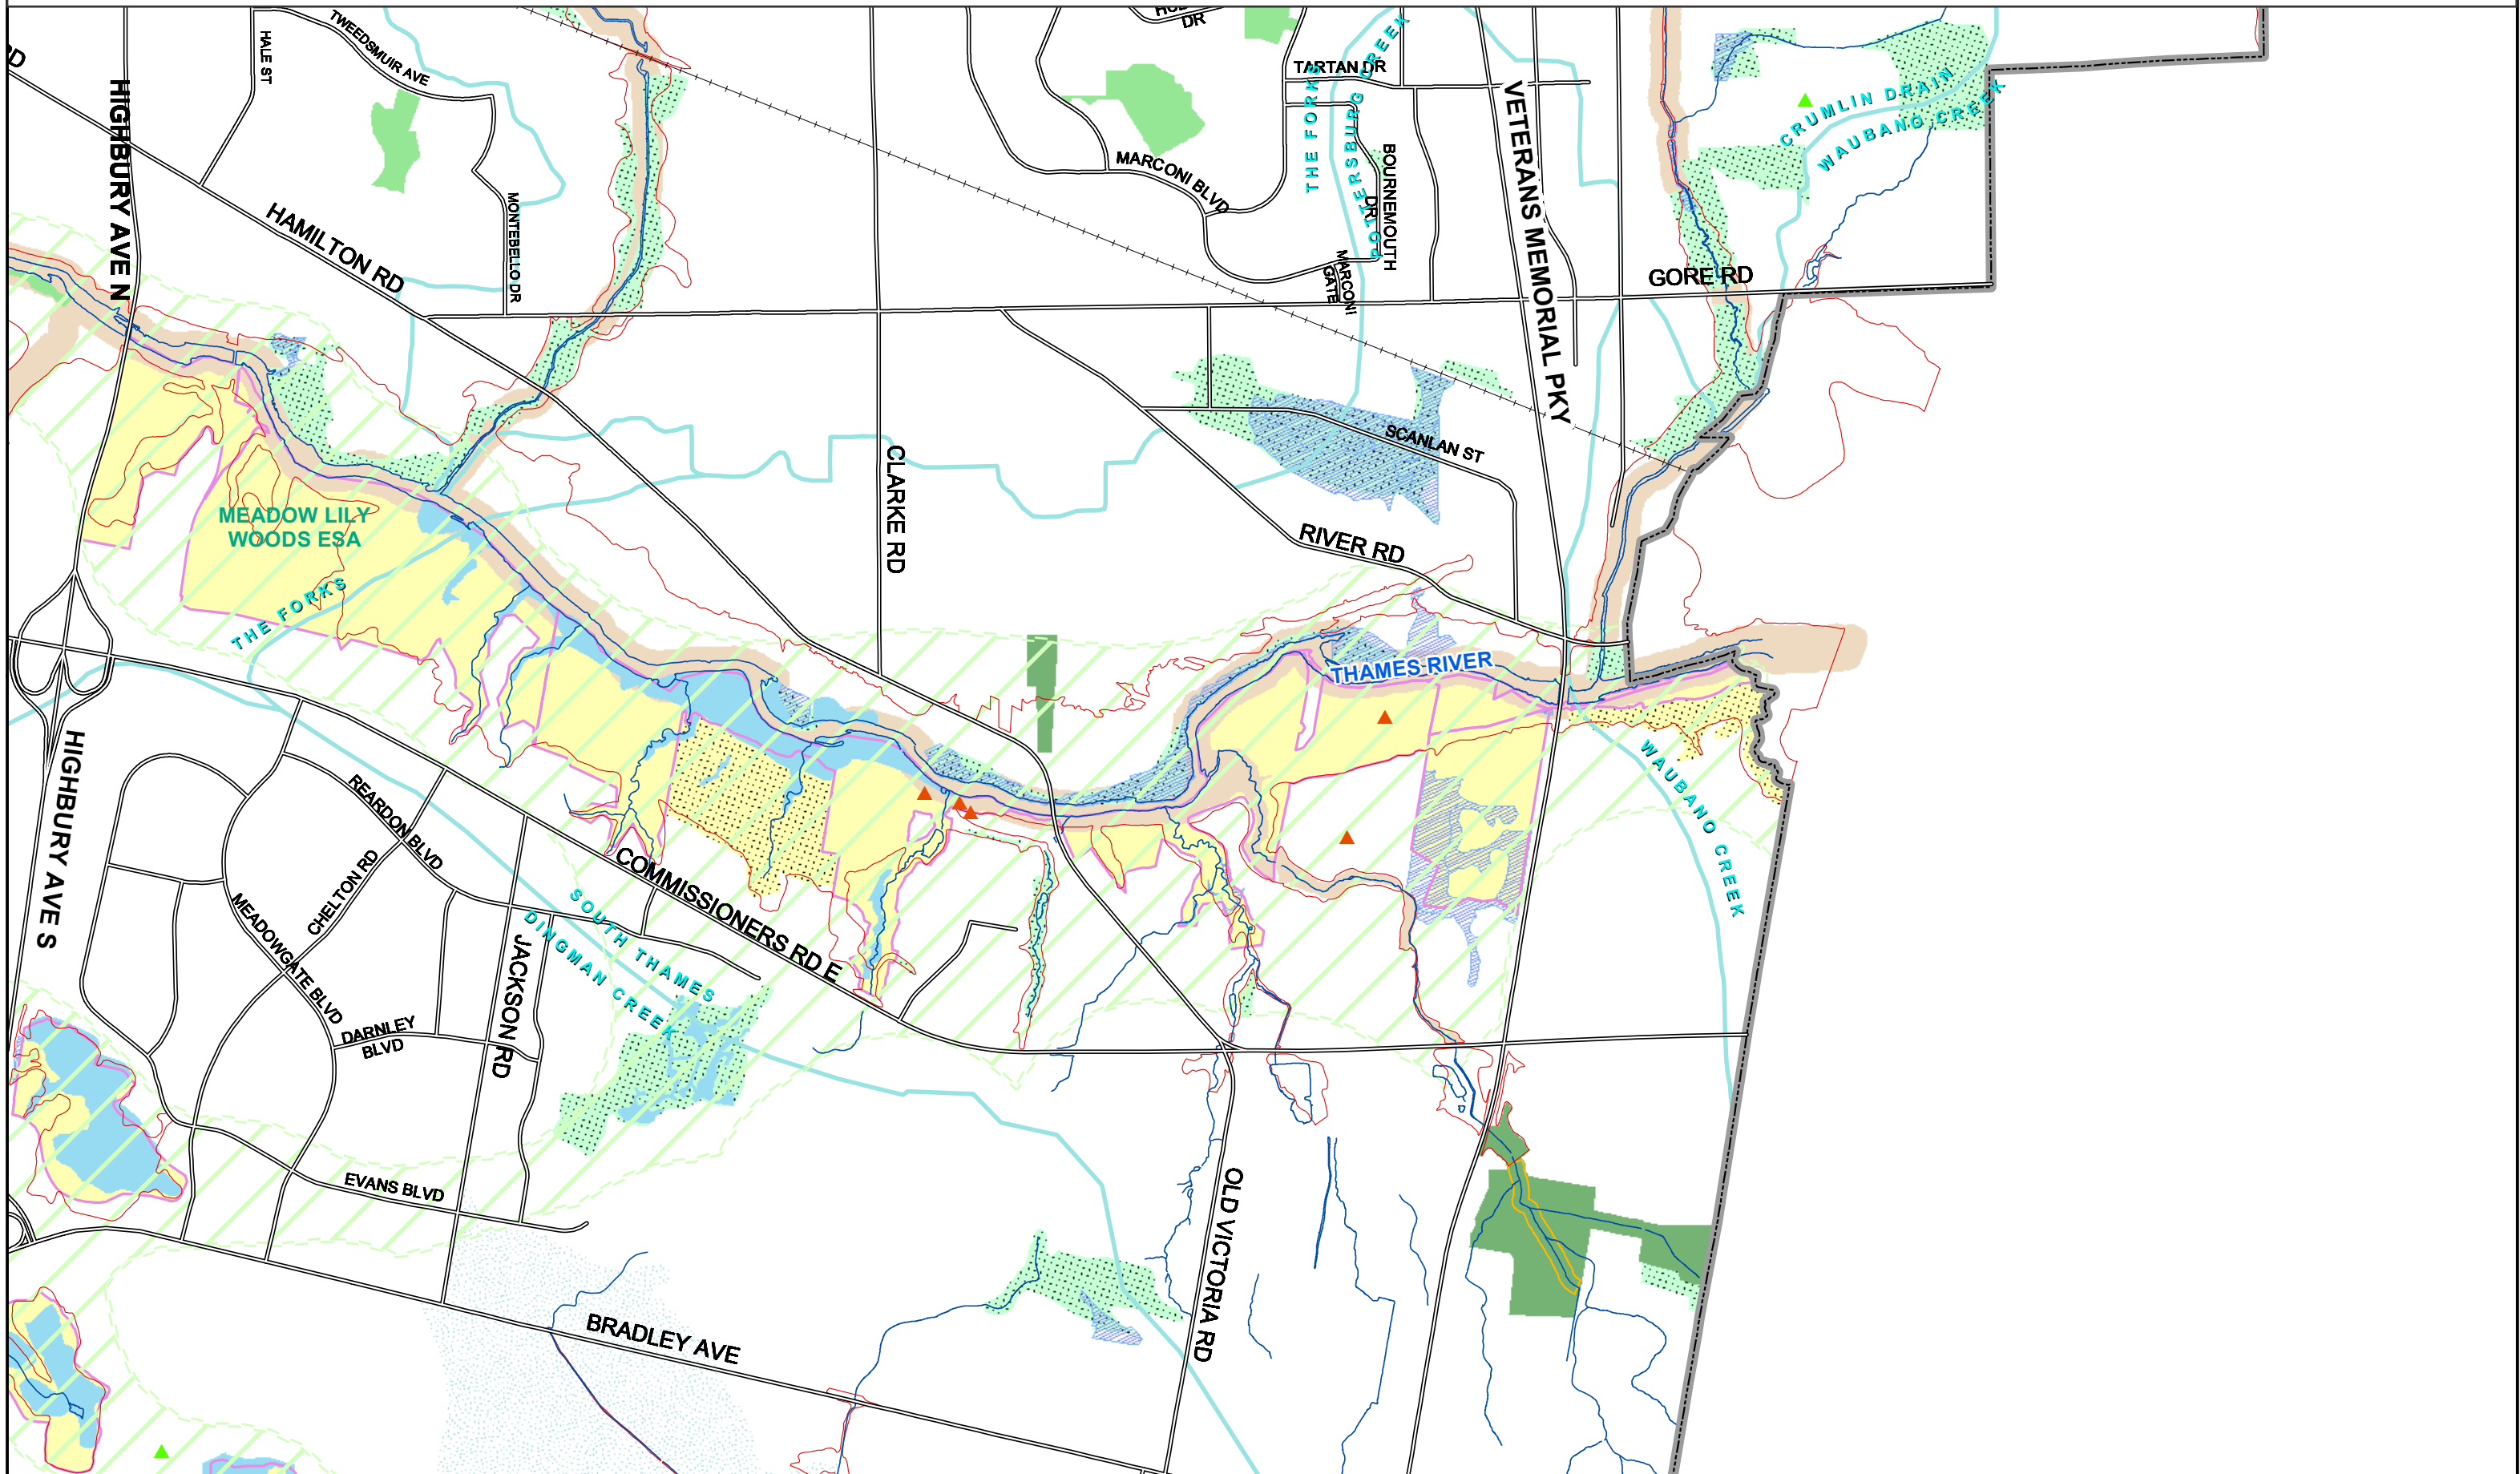 DR
TWEEDSMUIR AVE
HALE ST
RD
HIGHBURY AVE N
HAMILTON RD
MONTEBELLO DR
MARCONI BLVD
TARTAN DR
THE FORKS
POTTERSBURG CREEK
BOURNEMOUTH
DR
MARCONI
GATE
VETERANS MEMORIAL PKY
CRUMLIN DRAIN
WAUBANO CREEK
GORE RD
CLARKE RD
SCANLAN ST
RIVER RD
MEADOW LILY
WOODS ESA
THE FORKS
THAMES RIVER
WAUBANO CREEK
HIGHBURY AVE S
REARDON BLVD
CHELTON RD
MEADOWGATE BLVD
COMMISSIONERS RD E
SOUTH THAMES
DINGMAN CREEK
JACKSON RD
DARNLEY
BLVD
EVANS BLVD
OLD VICTORIA RD
BRADLEY AVE